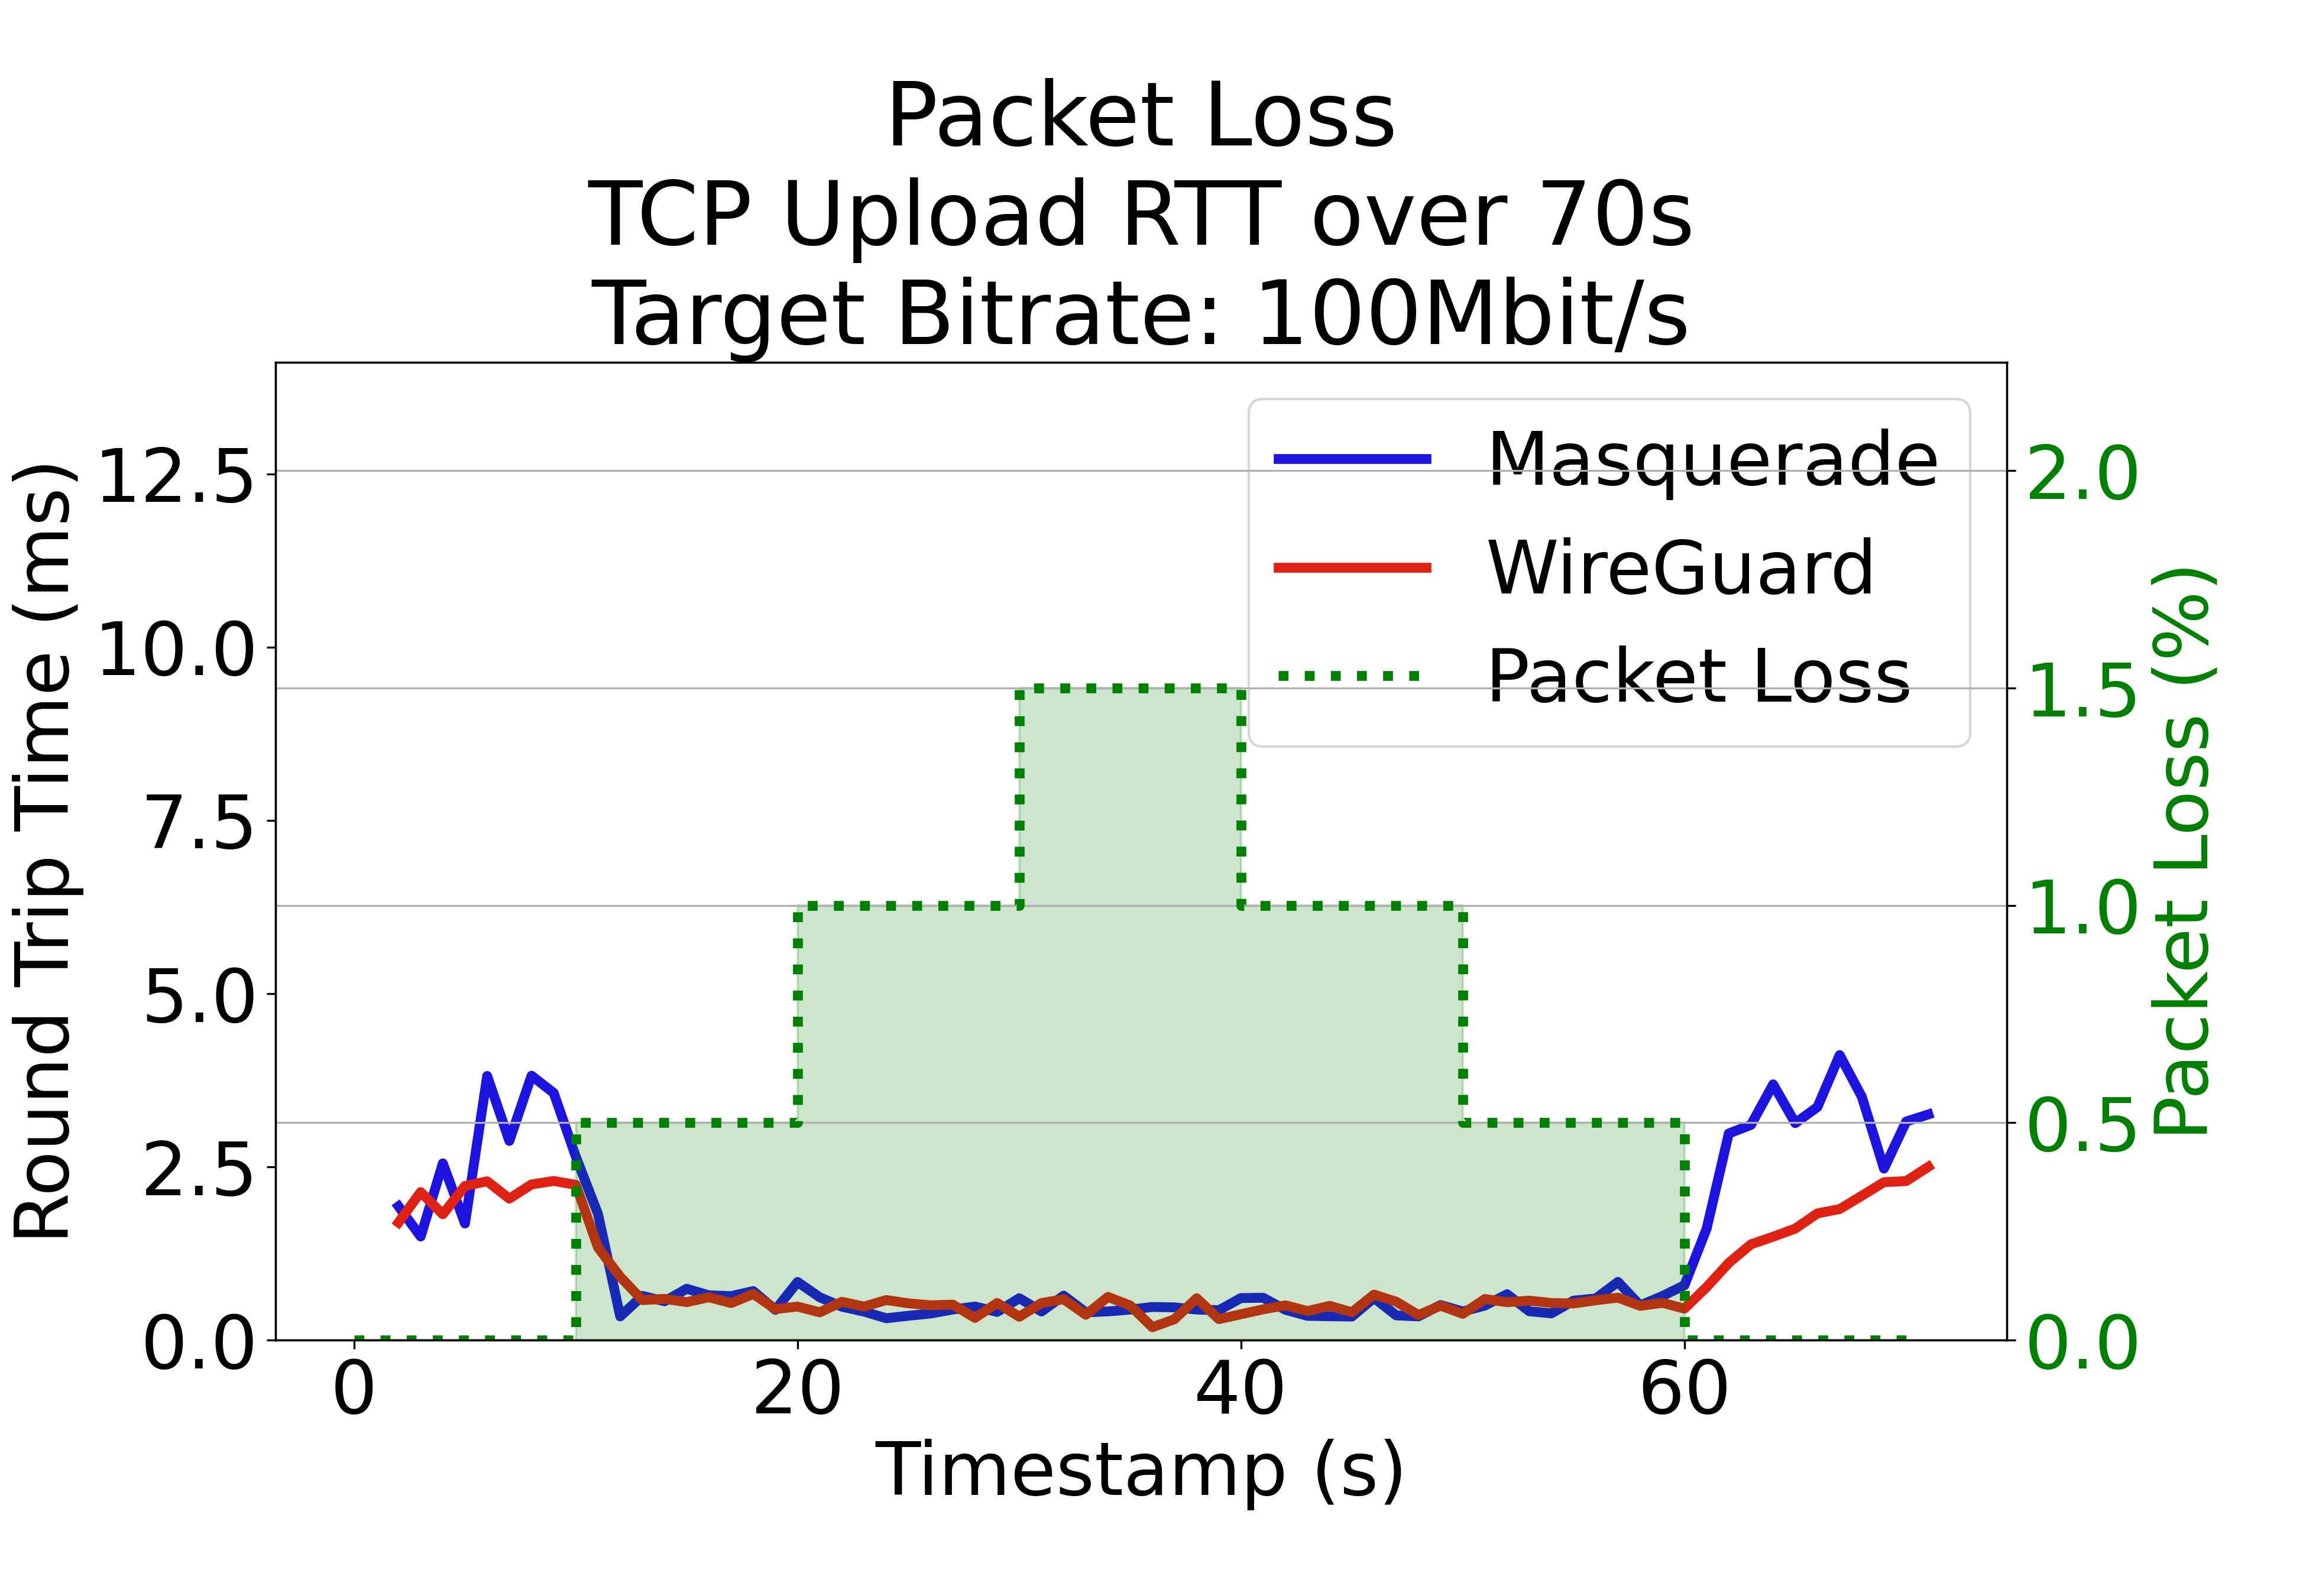 Packet Loss
TCP Upload RTT over 70s
Target Bitrate: 100Mbit/s
Masquerade
WireGuard
Packet Loss
Round Trip Time (ms)
12.5
10.0
7.5
5.0
2.5
0.0
2.0
1.5
1.0
0.5
0.0
Packet Loss (%)
0 20 40 60
Timestamp (s)